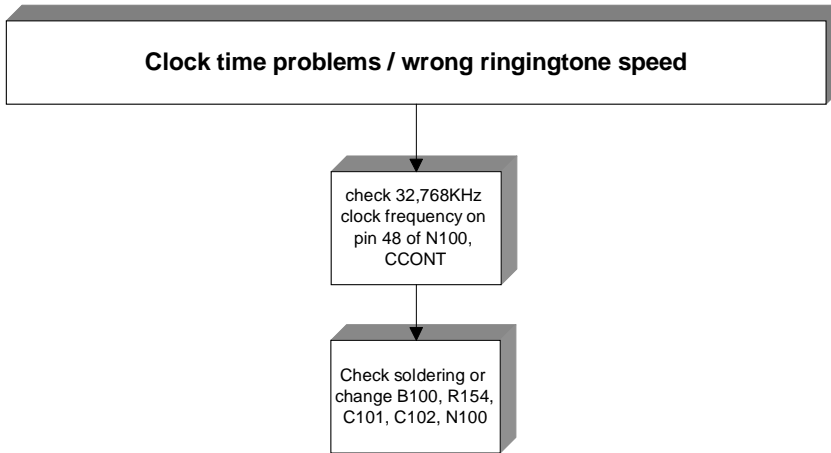 Clock time problems / wrong ringingtone speed
check 32,768KHz
clock frequency on
pin 48 of N100,
CCONT
Check soldering or
change B100, R154,
C101, C102, N100